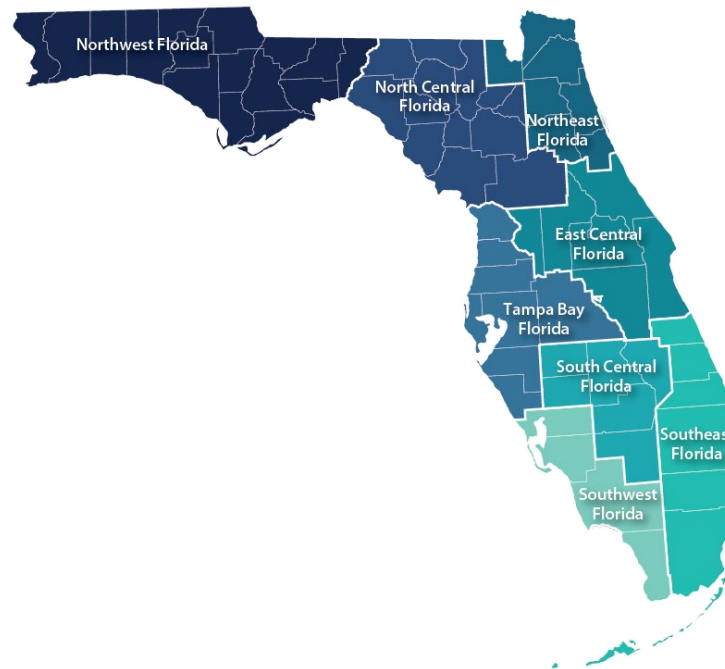 Northwest Florida
North Central
Florida
Northeast
Florida
East Central
Florida
Tampa Bay
Florida
South Central
Florida
Southeas
Florida
Southwest
Florida